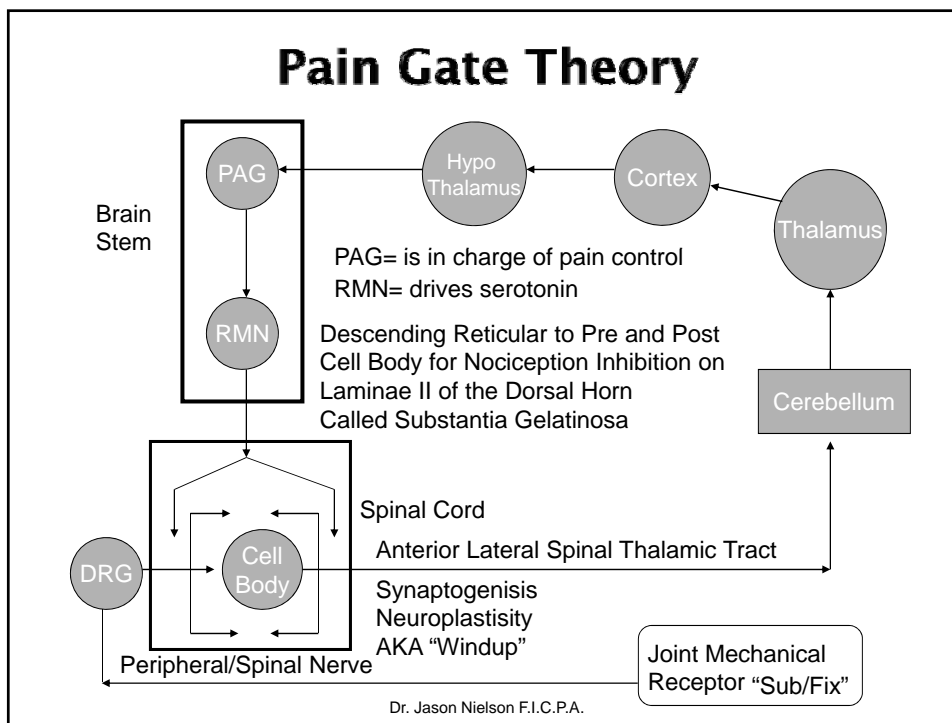 Pain Gate Theory
PAG
Hypo
Thalamus
Cortex
Thalamus
Brain
Stem
PAG= is in charge of pain control
RMN= drives serotonin
RMN
Descending Reticular to Pre and Post
Cell Body for Nociception Inhibition on
Laminae II of the Dorsal Horn
Called Substantia Gelatinosa
Cerebellum
Spinal Cord
DRG
Cell
Body
Anterior Lateral Spinal Thalamic Tract
Synaptogenisis
Neuroplastisity
AKA “Windup”
Peripheral/Spinal Nerve
Joint Mechanical
Receptor “Sub/Fix”
Dr. Jason Nielson F.I.C.P.A.